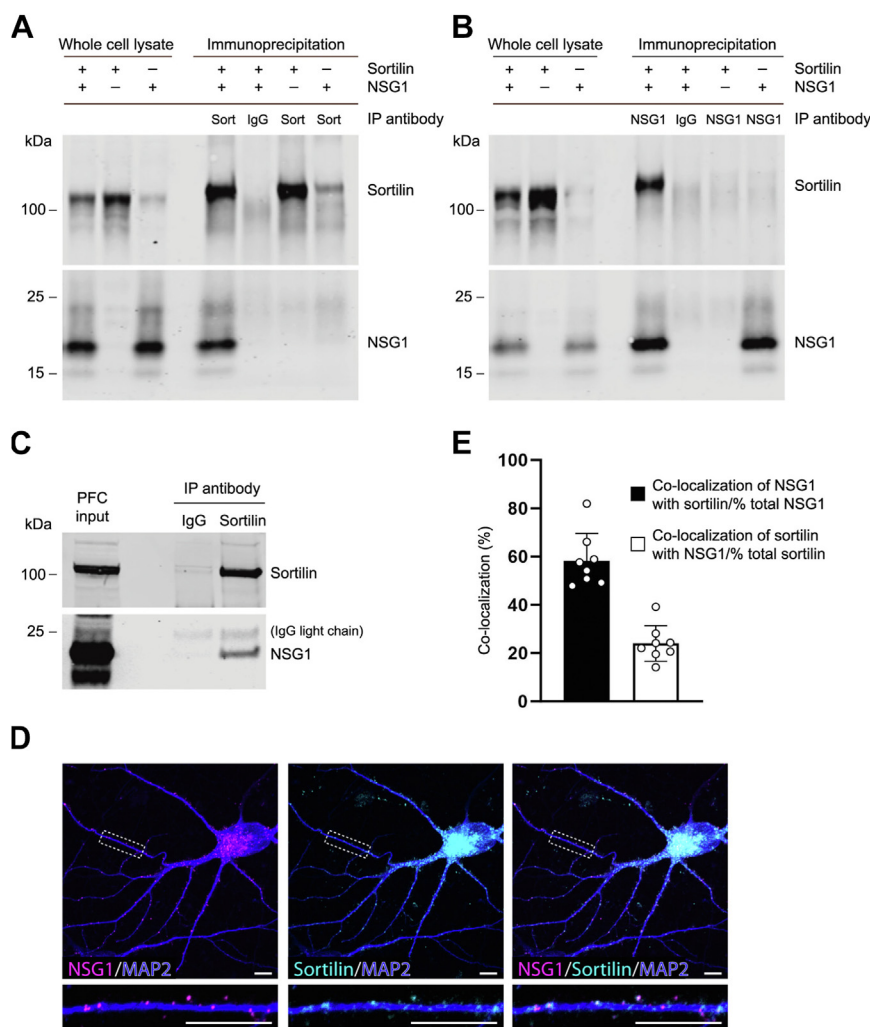 A
Whole cell lysate Immunoprecipitation
+ + − + + + − Sortilin
+ − + + + − + NSG1
Sort IgG Sort Sort IP antibody
kDa
Sortilin
100
25
NSG1
15
B
Whole cell lysate Immunoprecipitation
+ + − + + + − Sortilin
+ − + + + − + NSG1
NSG1 IgG NSG1 NSG1 IP antibody
kDa
Sortilin
100
25
NSG1
15
C
PFC input
IP antibody
IgG Sortilin
kDa
100
Sortilin
25
(IgG light chain)
NSG1
E
Co-localization (%)
100
80
60
40
20
0
Co-localization of NSG1
with sortilin/% total NSG1
Co-localization of sortilin
with NSG1/% total sortilin
D
NSG1/MAP2
Sortilin/MAP2
NSG1/Sortilin/MAP2